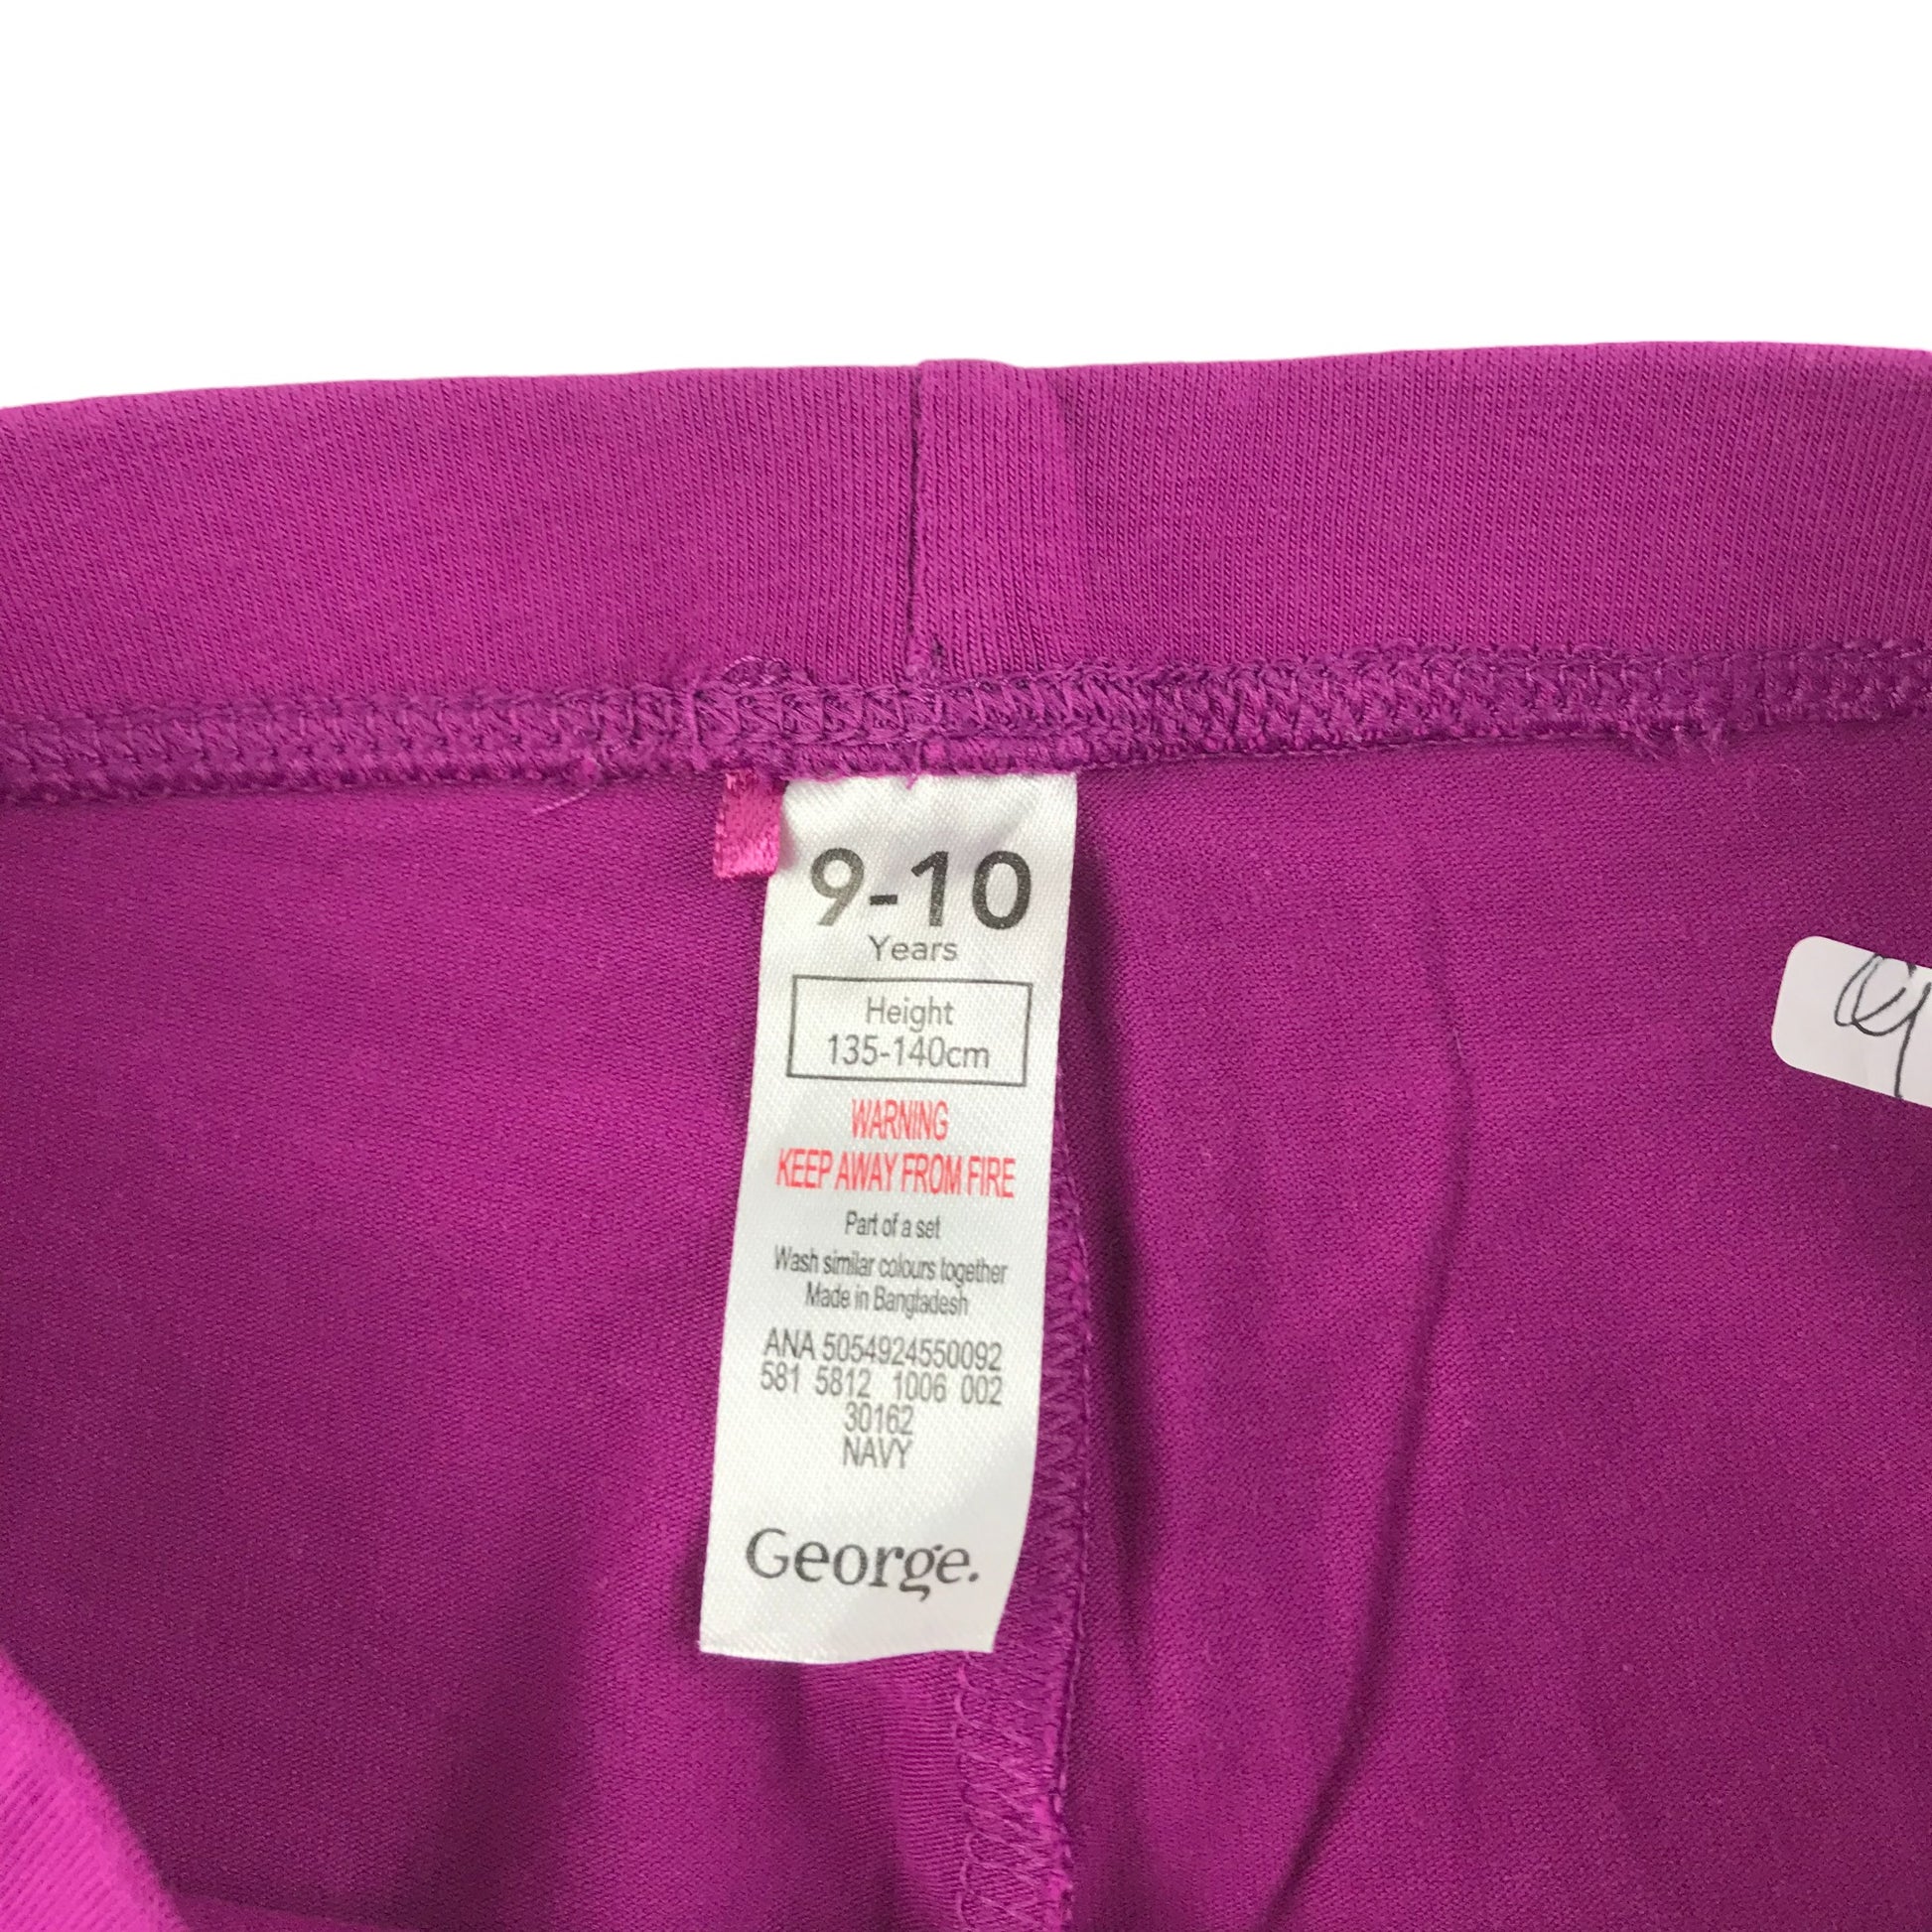 9-10
Years
Height
135-140cm
WARNING
KEEP AWAY FROM FIRE
Part of a set
Wash similar colours together
Made in Bangladesh
ANA 5054924550092
581 5812 1006 002
30162
NAVY
George.